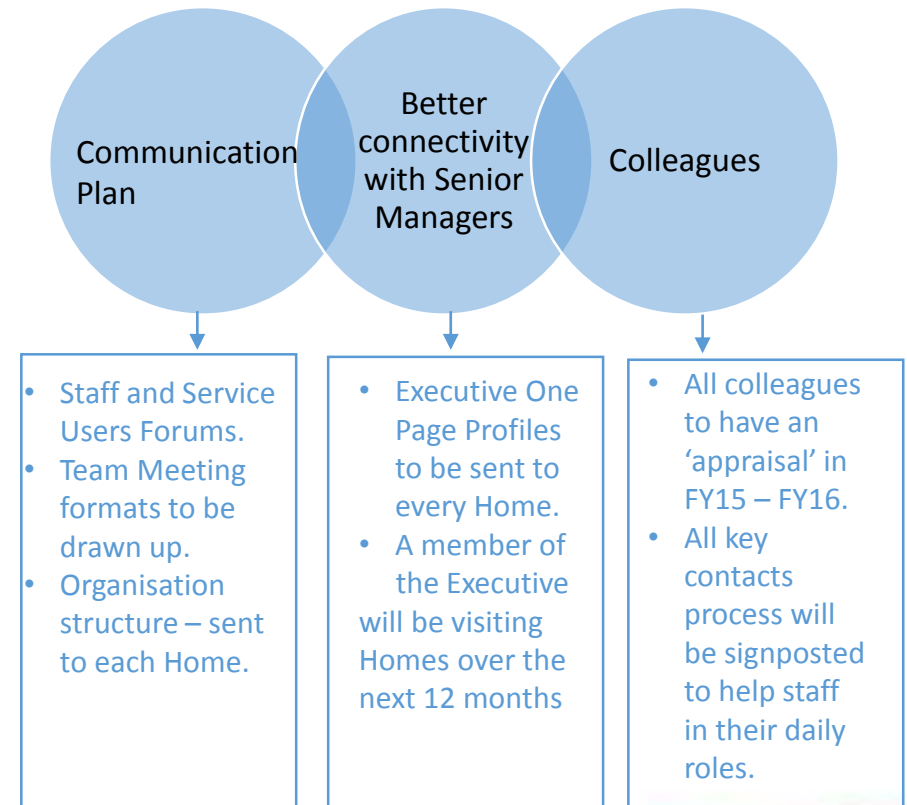 Communication
Plan
Better
connectivity
with Senior
Managers
Colleagues
• Staff and Service
Users Forums.
• Team Meeting
formats to be
drawn up.
• Organisation
structure – sent
to each Home.
• Executive One
Page Profiles
to be sent to
every Home.
• A member of
the Executive
will be visiting
Homes over the
next 12 months
• All colleagues
to have an
‘appraisal’ in
FY15 – FY16.
• All key
contacts
process will
be signposted
to help staff
in their daily
roles.